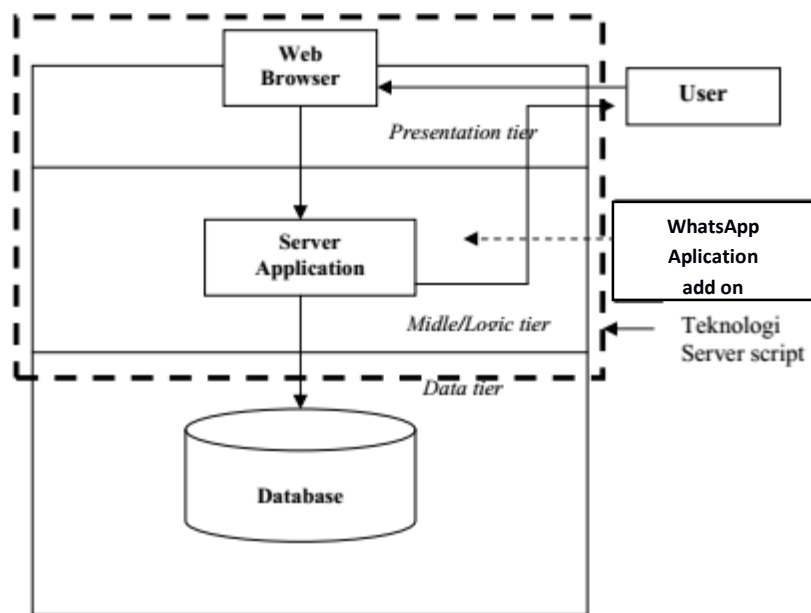 Web
Browser
User
Presentation tier
Server
Application
WhatsApp
Aplication
add on
Midle/Logic tier
Teknologi
Server script
Data tier
Database